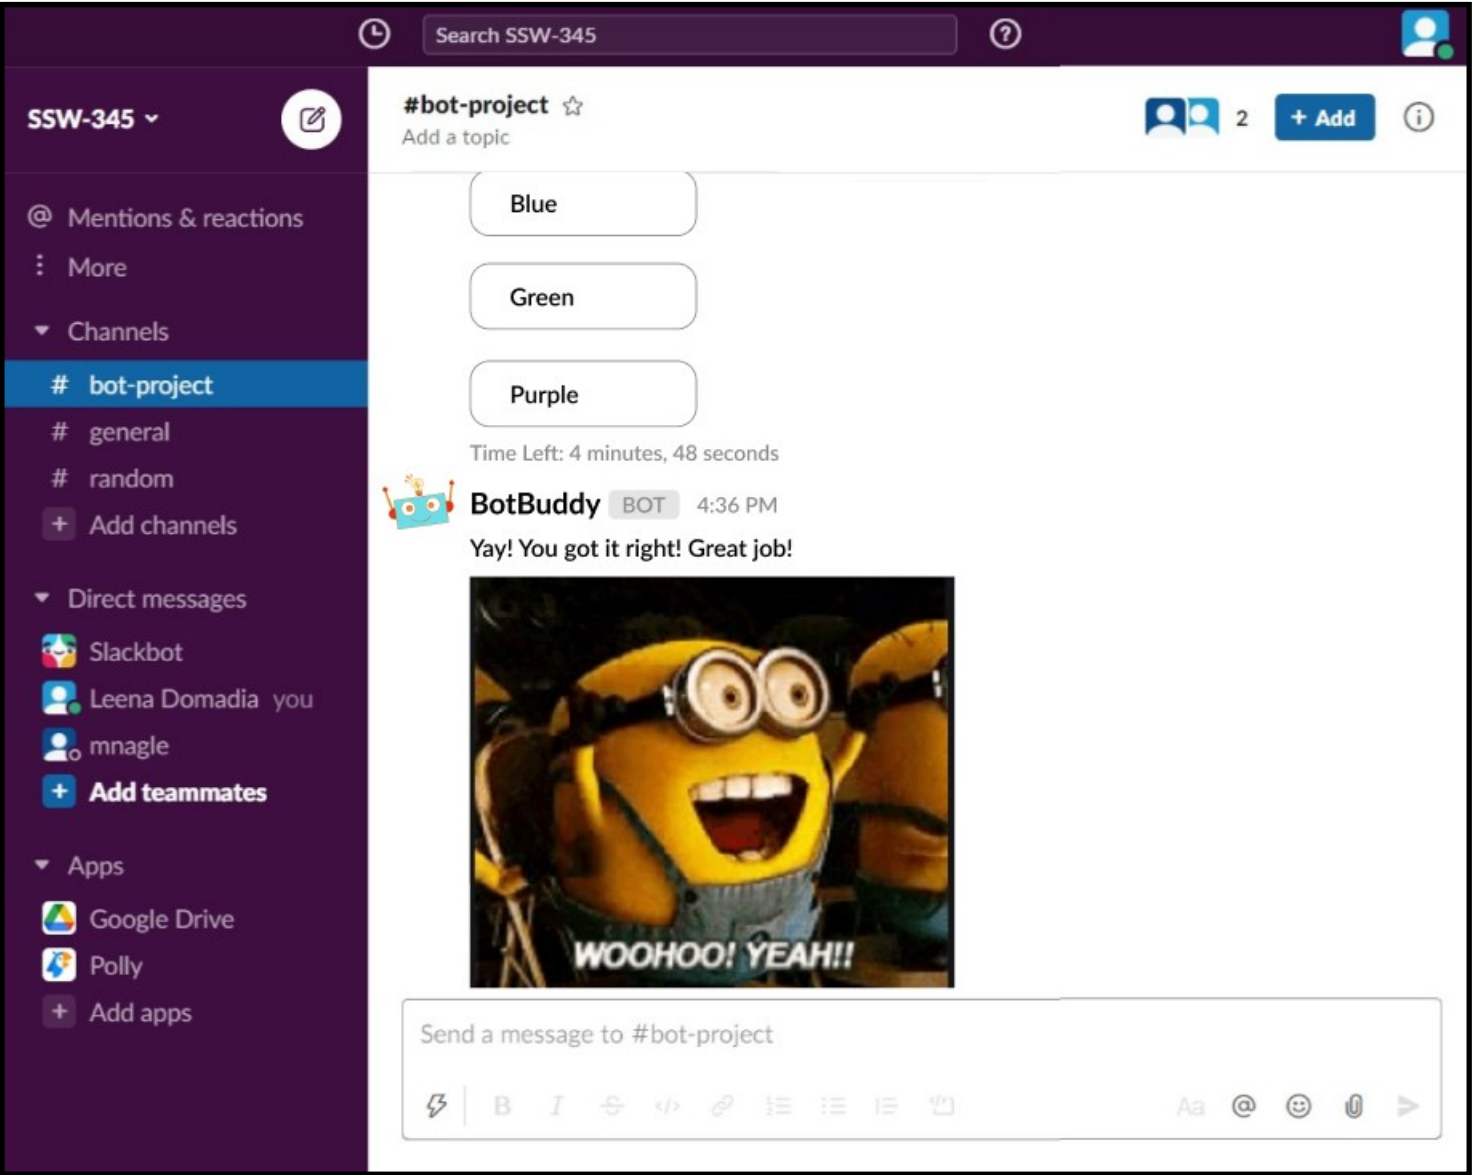 Search SSW-345
SSW-345
#bot-project
Add a topic
2
+ Add
@ Mentions & reactions
More
Channels
# bot-project
# general
# random
+ Add channels
Direct messages
Slackbot
Leena Domadia you
mnagle
+ Add teammates
Apps
Google Drive
Polly
+ Add apps
Blue
Green
Purple
Time Left: 4 minutes, 48 seconds
BotBuddy BOT 4:36 PM
Yay! You got it right! Great job!
WOOHOO! YEAH!!
Send a message to #bot-project
B I S </> Aa @